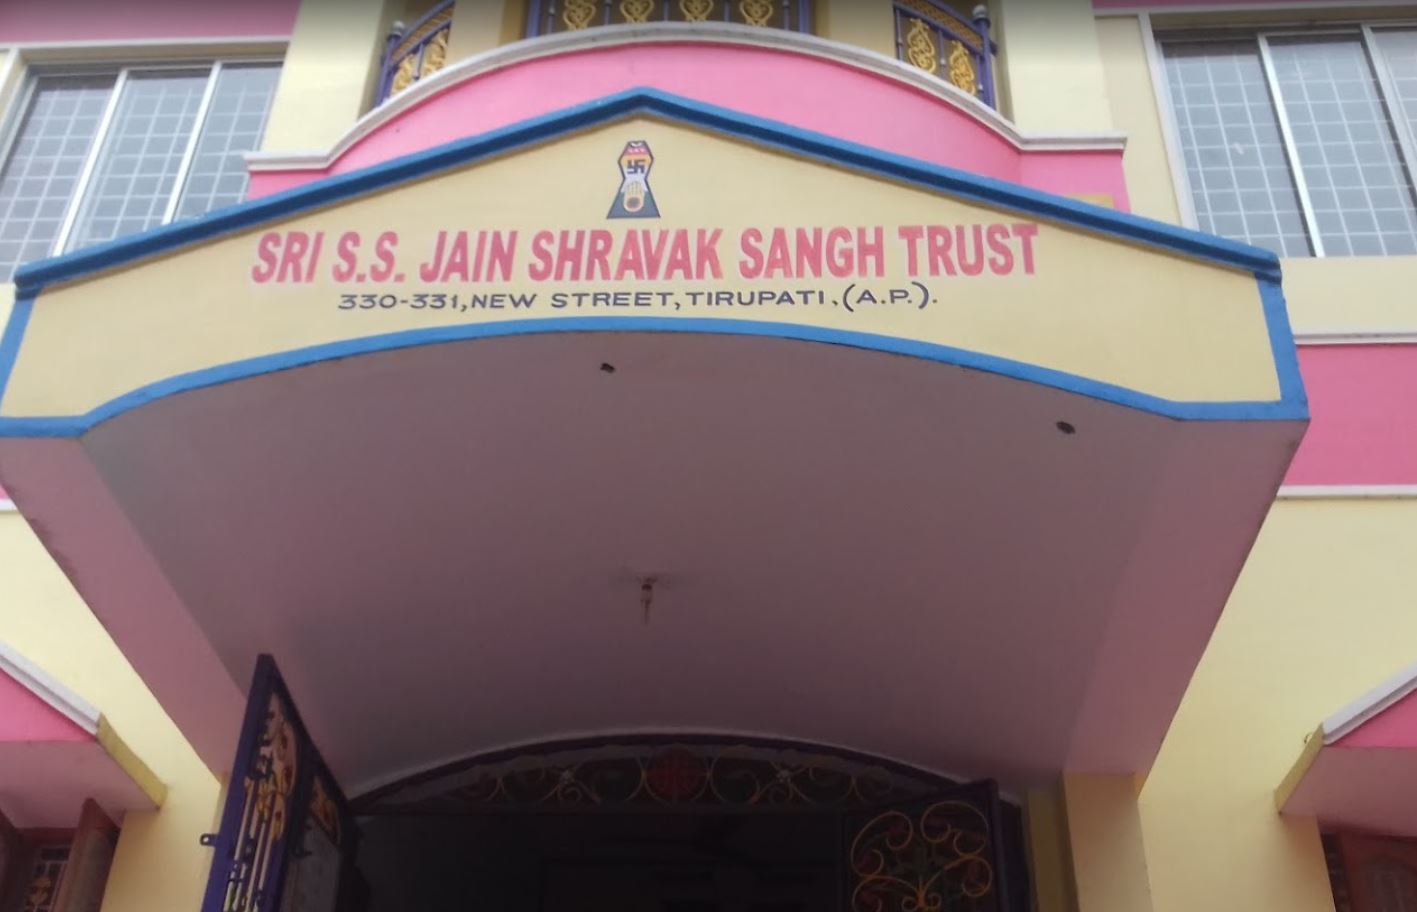 SRI S.S. JAIN SHRAVAK SANGH TRUST
330-331, NEW STREET, TIRUPATI, (A.P.).